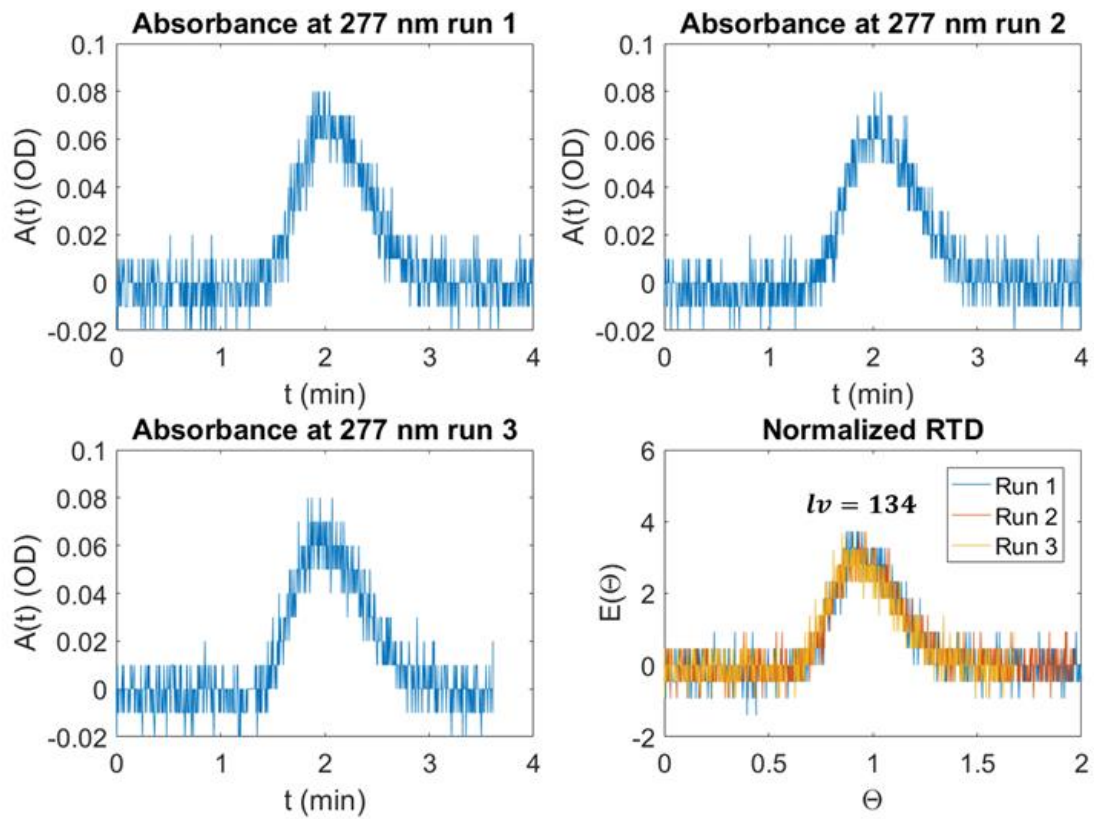 Absorbance at 277 nm run 1
0.1
0.08
0.06
0.04
0.02
0
-0.02
A(t) (OD)
0 1 2 3 4
t (min)
Absorbance at 277 nm run 2
0.1
0.08
0.06
0.04
0.02
0
-0.02
A(t) (OD)
0 1 2 3 4
t (min)
Absorbance at 277 nm run 3
0.1
0.08
0.06
0.04
0.02
0
-0.02
A(t) (OD)
0 1 2 3 4
t (min)
Normalized RTD
6
4
2
0
-2
E(Θ)
lv = 134
Run 1
Run 2
Run 3
0 0.5 1 1.5 2
Θ